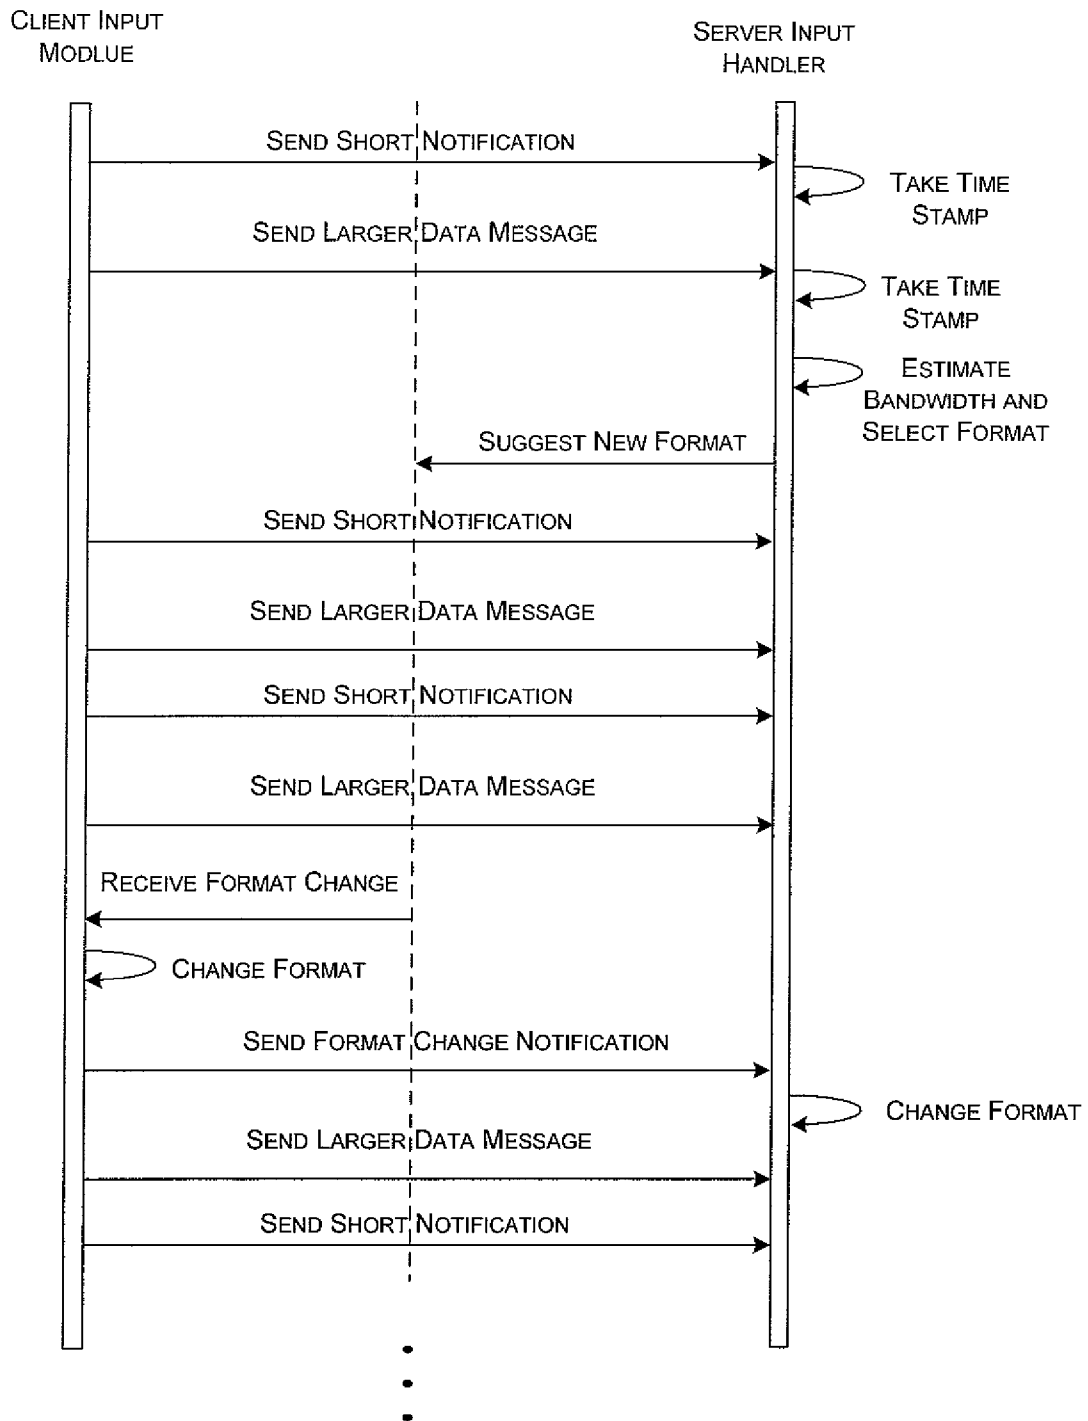 CLIENT INPUT
MODLUE
SERVER INPUT
HANDLER
SEND SHORT NOTIFICATION
TAKE TIME
STAMP
SEND LARGER DATA MESSAGE
TAKE TIME
STAMP
ESTIMATE
BANDWIDTH AND
SELECT FORMAT
SUGGEST NEW FORMAT
SEND SHORT NOTIFICATION
SEND LARGER DATA MESSAGE
SEND SHORT NOTIFICATION
SEND LARGER DATA MESSAGE
RECEIVE FORMAT CHANGE
CHANGE FORMAT
SEND FORMAT CHANGE NOTIFICATION
CHANGE FORMAT
SEND LARGER DATA MESSAGE
SEND SHORT NOTIFICATION